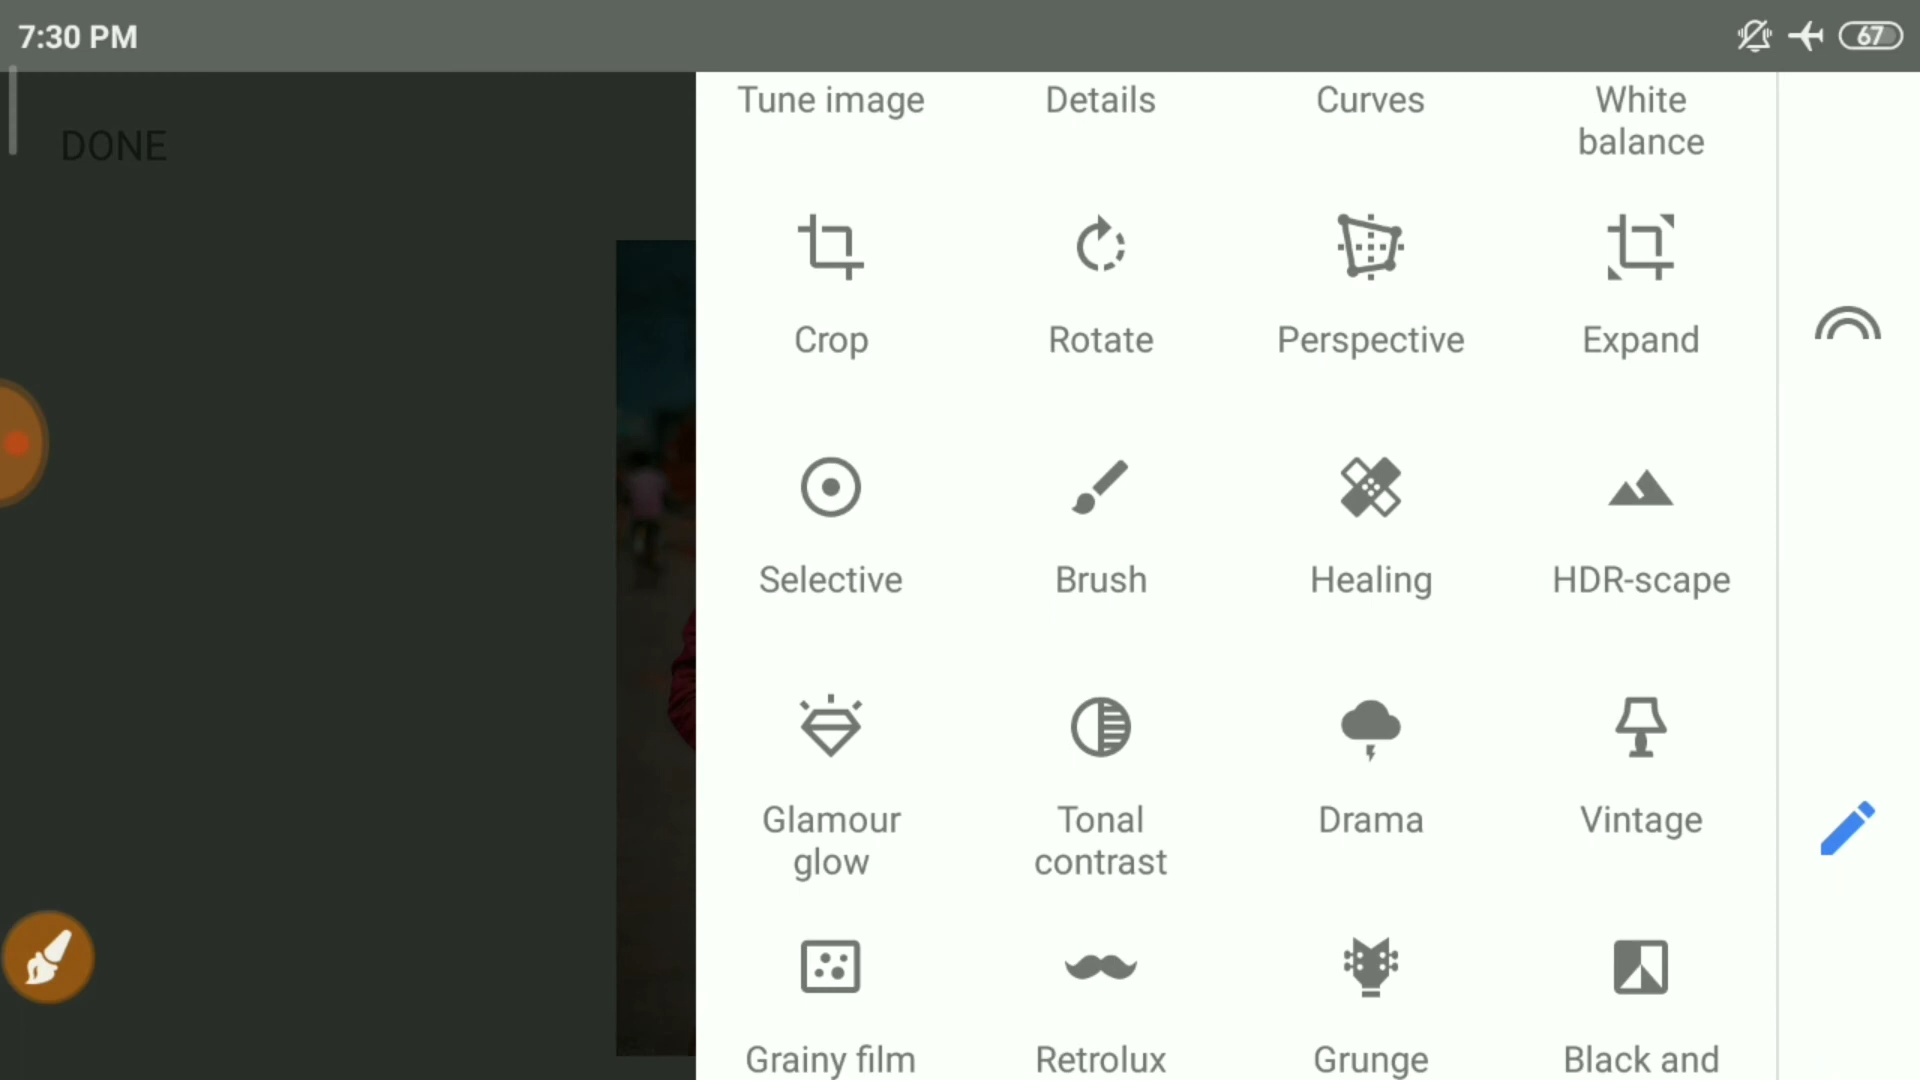 7:30 PM
67
DONE
Tune image
Details
Curves
White
balance
Crop
Rotate
Perspective
Expand
Selective
Brush
Healing
HDR-scape
Glamour
glow
Tonal
contrast
Drama
Vintage
Grainy film
Retrolux
Grunge
Black and